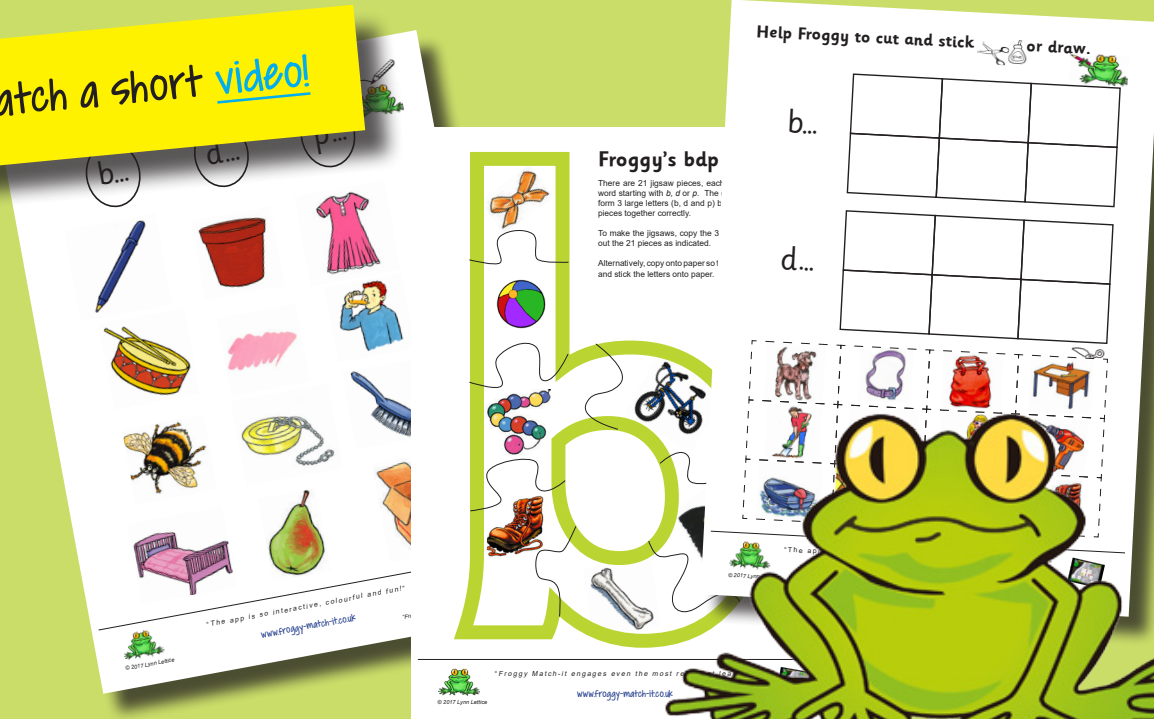 atch a short video!
b...
d...
p...
"The app is so interactive, colourful and fun!"
www.froggy-match-it.co.uk
© 2017 Lynn Lattice
Froggy's bdp
There are 21 jigsaw pieces, each
word starting with b, d or p. The
form 3 large letters (b, d and p) b
pieces together correctly.
To make the jigsaws, copy the 3
out the 21 pieces as indicated.
Alternatively, copy onto paper so
and stick the letters onto paper.
b
"Froggy Match-it engages even the most
www.froggy-match-it.co.uk
© 2017 Lynn Lattice
Help Froggy to cut and stick or draw.
b...
d...
"The ap
© 2017 Lynn